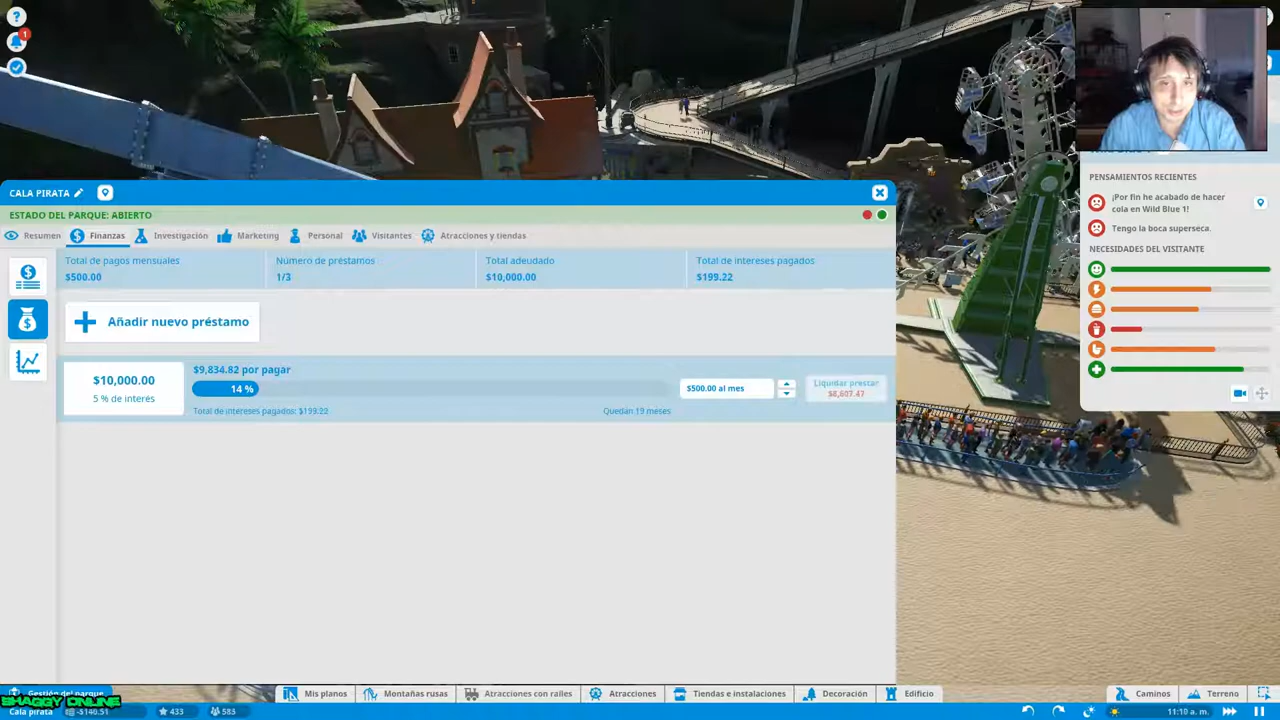 ?
1
CALA PIRATA
ESTADO DEL PARQUE: ABIERTO
Resumen
Finanzas
Investigación
Marketing
Personal
Visitantes
Atracciones y tiendas
Total de pagos mensuales
$500.00
Número de préstamos
1/3
Total adeudado
$10,000.00
Total de intereses pagados
$199.22
Añadir nuevo préstamo
$10,000.00
5 % de interés
$9,834.82 por pagar
14 %
Total de intereses pagados: $199.22
Quedan 19 meses
$500.00 al mes
Liquidar prestar
$8,607.47
PENSAMIENTOS RECIENTES
¡Por fin he acabado de hacer
cola en Wild Blue 1!
Tengo la boca superseca.
NECESIDADES DEL VISITANTE
Gestión del parque
SHAGGY ONLINE
Mis planos
Montañas rusas
Atracciones con raíles
Atracciones
Tiendas e instalaciones
Decoración
Edificio
Caminos
Terreno
Cala pirata
-$140.51
433
583
11:10 a. m.